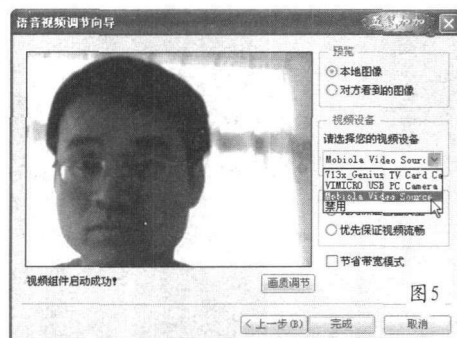 语音视频调节向导
预览
本地图像
对方看到的图像
视频设备
请选择您的视频设备
Mobiola Video Sourc
713x_Genius TV Card Ca
VIMICRO USB PC Camera
Mobiola Video Source
禁用
优先保证视频流畅
节省带宽模式
视频组件启动成功!
画质调节
图5
< 上一步(B)
完成
取消